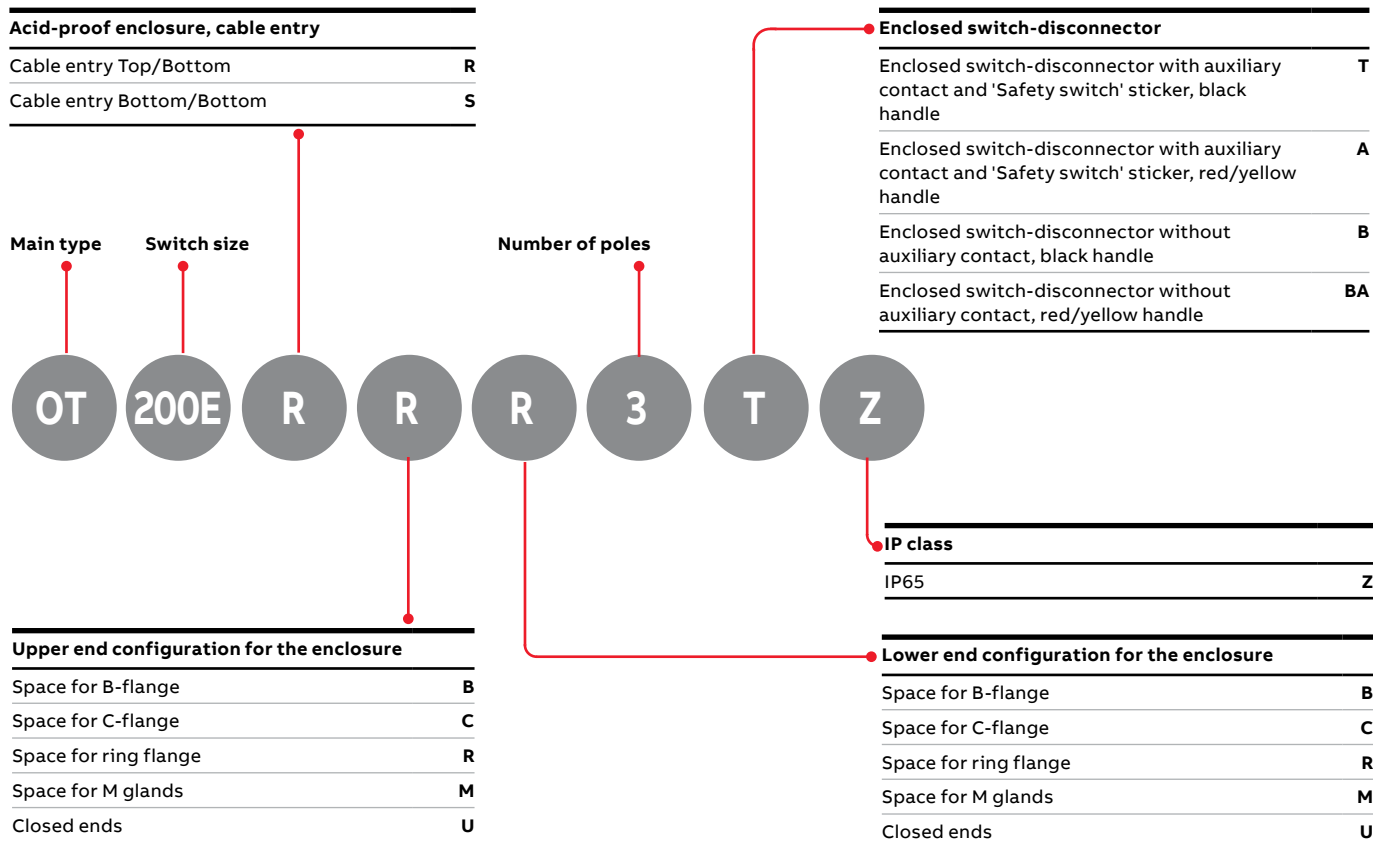 Acid-proof enclosure, cable entry
Cable entry Top/Bottom R
Cable entry Bottom/Bottom S
Enclosed switch-disconnector
Enclosed switch-disconnector with auxiliary T
contact and 'Safety switch' sticker, black
handle
Enclosed switch-disconnector with auxiliary A
contact and 'Safety switch' sticker, red/yellow
handle
Enclosed switch-disconnector without B
auxiliary contact, black handle
Enclosed switch-disconnector without BA
auxiliary contact, red/yellow handle
Main type Switch size Number of poles
OT 200E R R R 3 T Z
IP class
IP65 Z
Upper end configuration for the enclosure
Space for B-flange B
Space for C-flange C
Space for ring flange R
Space for M glands M
Closed ends U
Lower end configuration for the enclosure
Space for B-flange B
Space for C-flange C
Space for ring flange R
Space for M glands M
Closed ends U